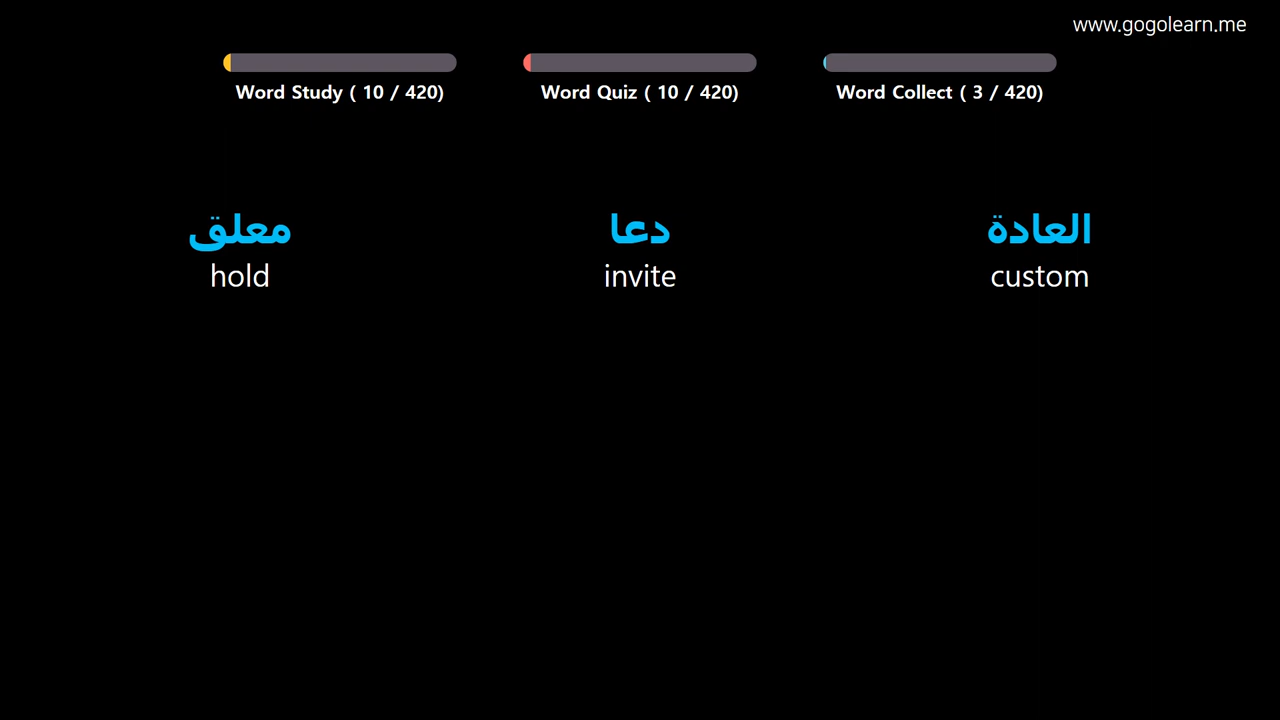 www.gogolearn.me
Word Study ( 10 / 420)
Word Quiz ( 10 / 420)
Word Collect ( 3 / 420)
معلق
hold
دعا
invite
العادة
custom